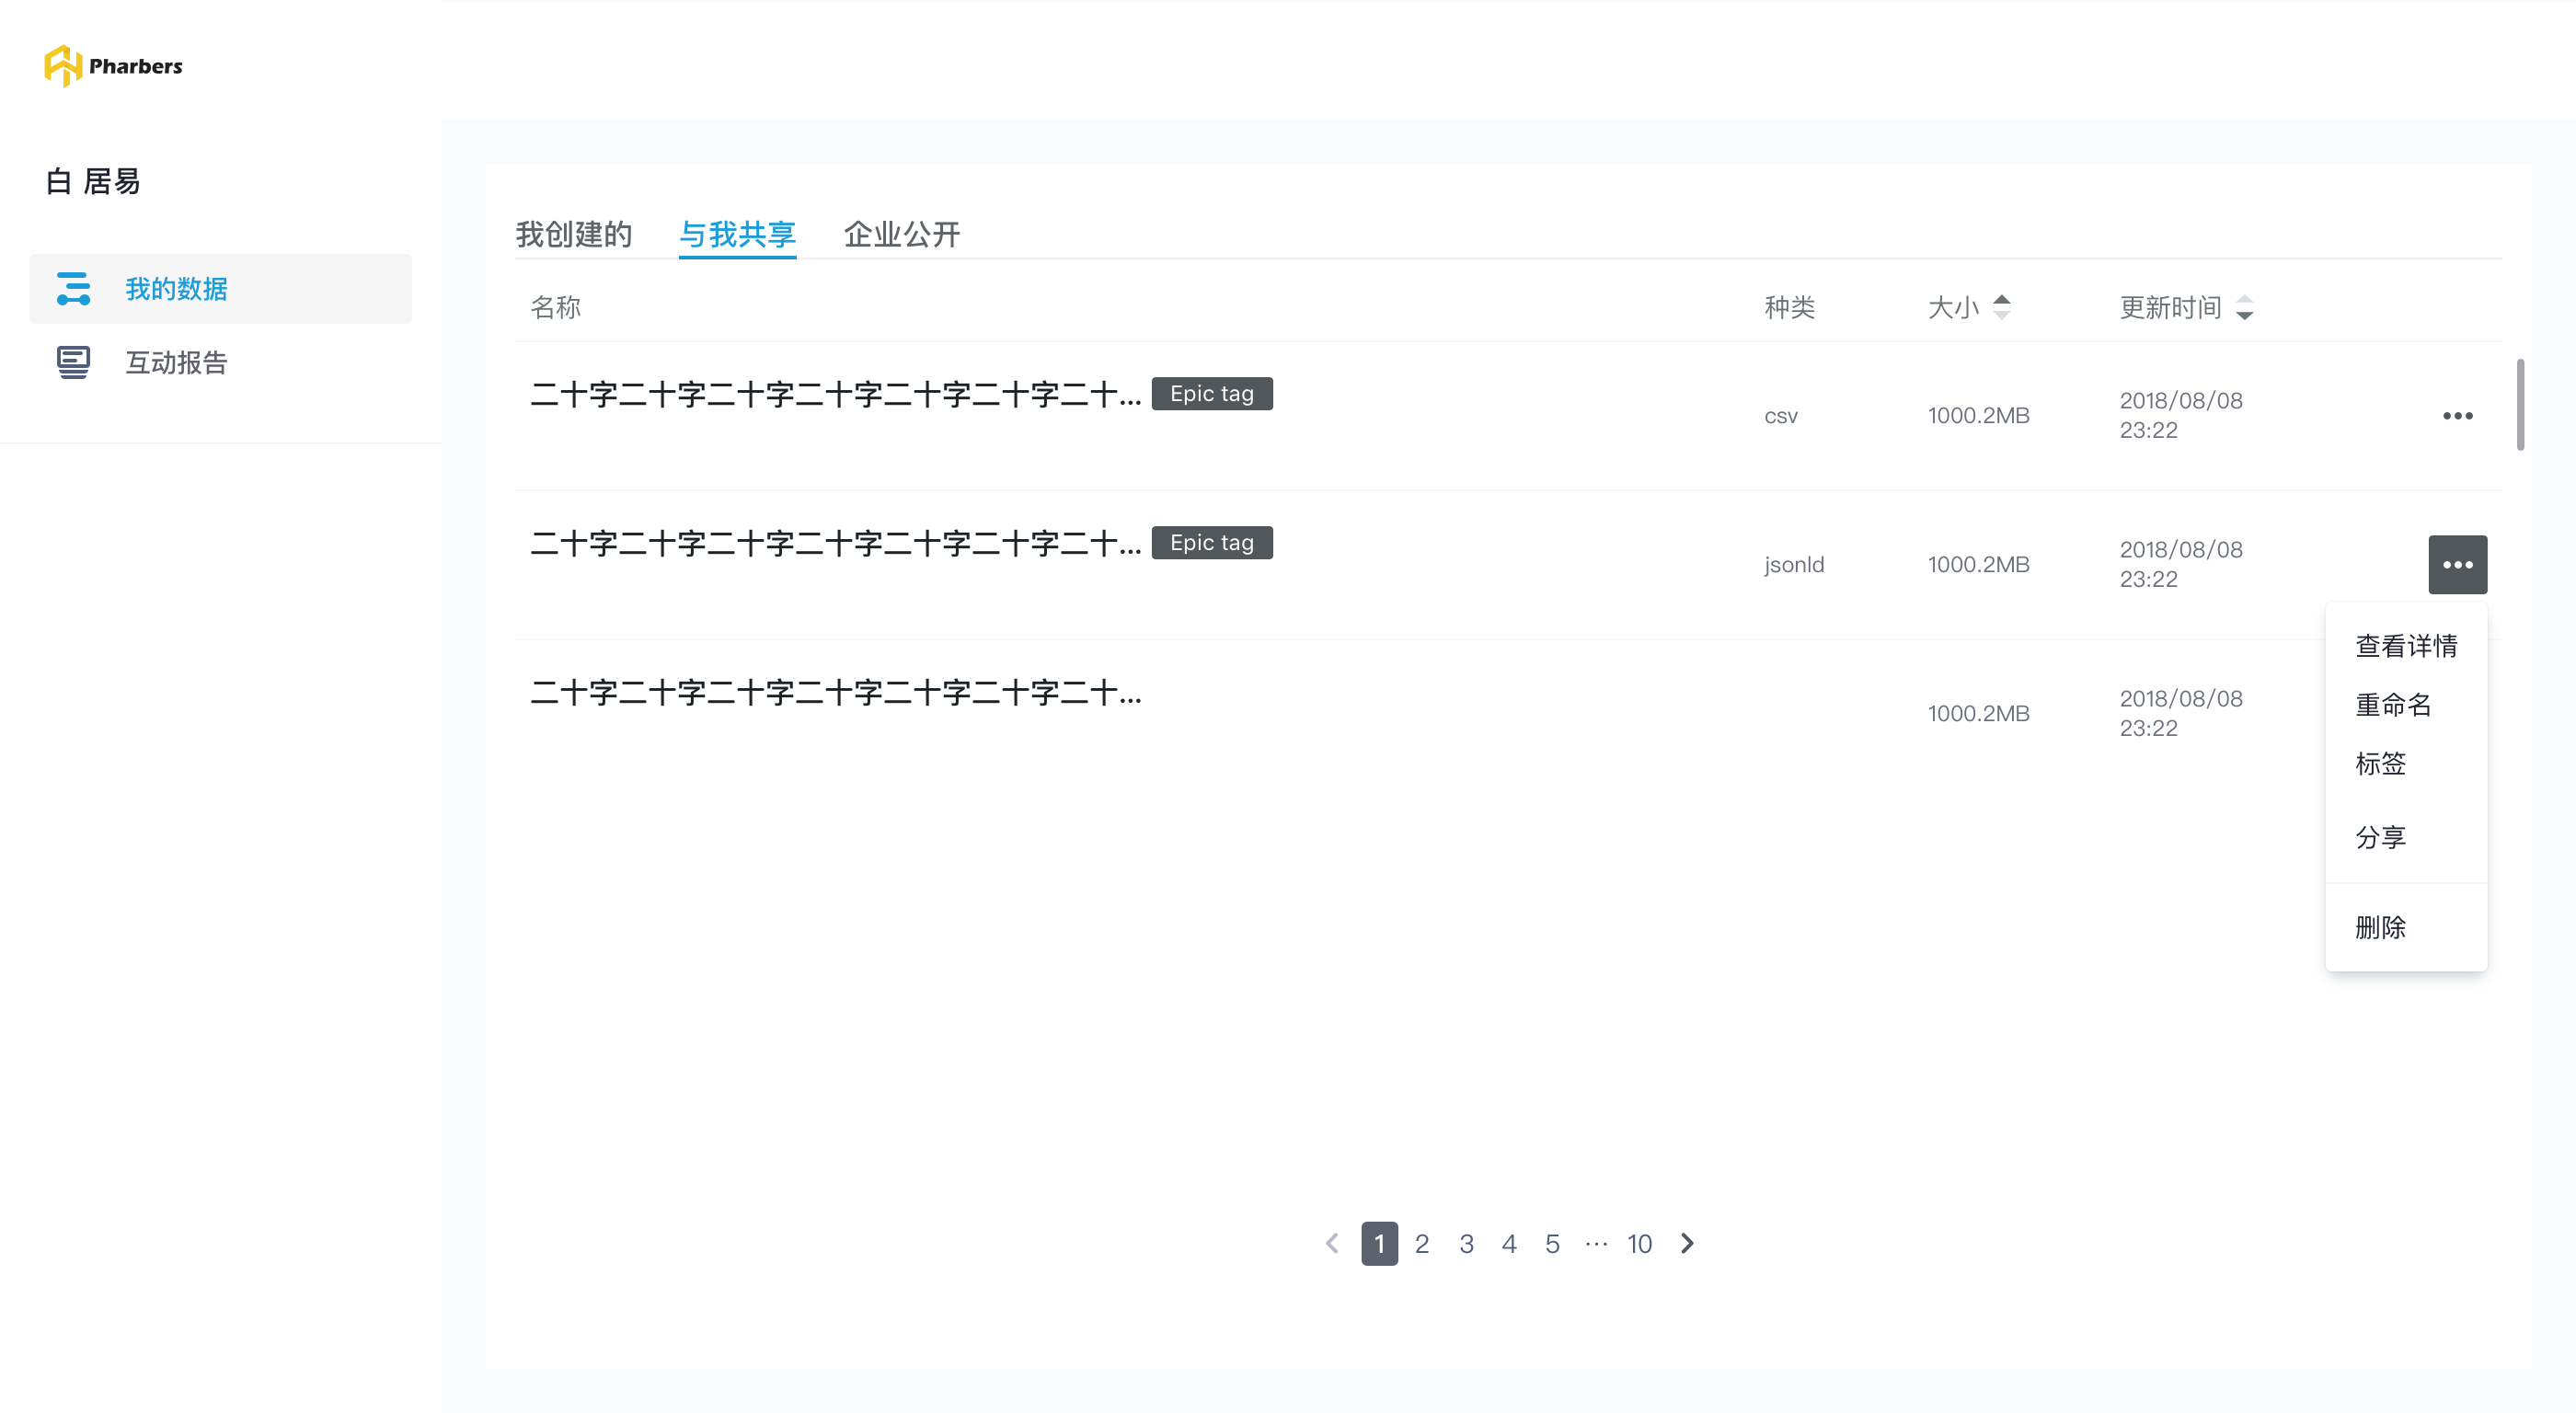 Pharbers
白 居易
我的数据
互动报告
我创建的 与我共享 企业公开
名称 种类 大小 更新时间
二十字二十字二十字二十字二十字二十字二十... Epic tag csv 1000.2MB 2018/08/08
23:22
二十字二十字二十字二十字二十字二十字二十... Epic tag jsonld 1000.2MB 2018/08/08
23:22
二十字二十字二十字二十字二十字二十字二十... 1000.2MB 2018/08/08
23:22
查看详情
重命名
标签
分享
删除
1 2 3 4 5 ··· 10